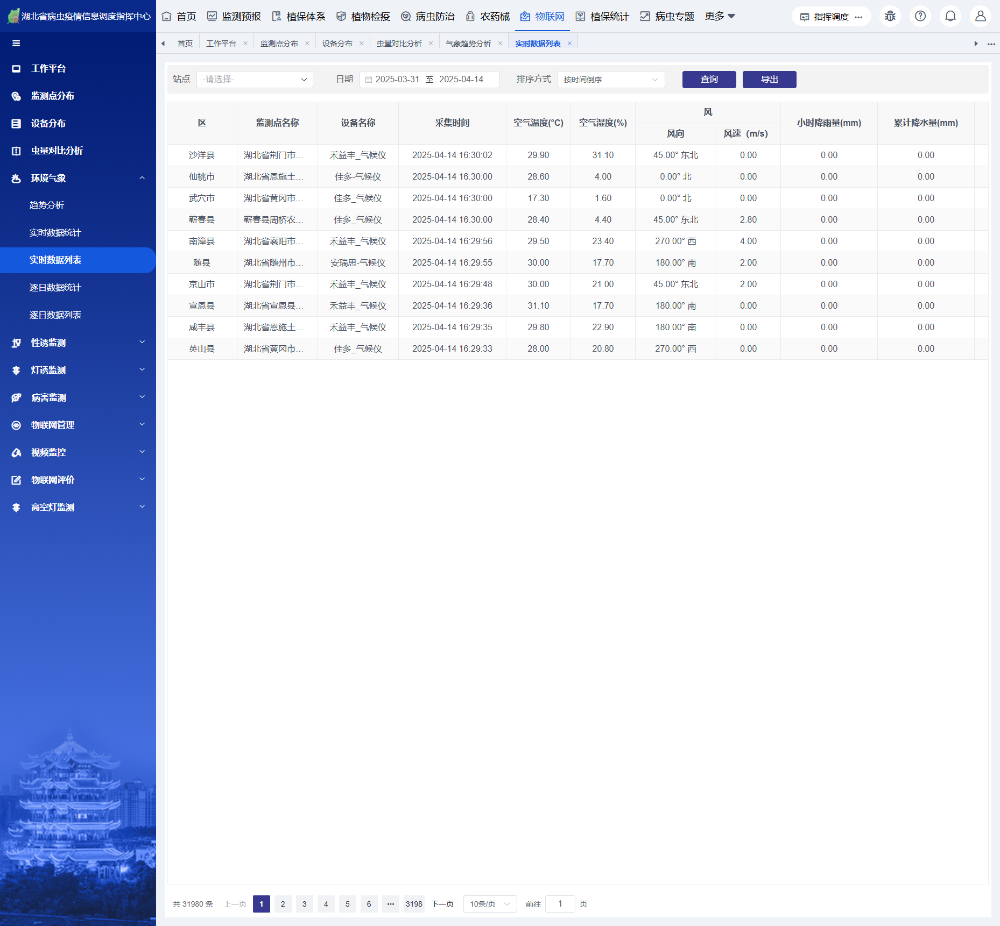 湖北省病虫疫情信息调度指挥中心
首页 监测预报 植保体系 植物检疫 病虫防治 农药械 物联网 植保统计 病虫专题 更多 指挥调度
首页 工作平台 监测点分布 设备分布 虫量对比分析 气象趋势分析 实时数据列表
工作平台
监测点分布
设备分布
虫量对比分析
环境气象
趋势分析
实时数据统计
实时数据列表
逐日数据统计
逐日数据列表
性诱监测
灯诱监测
病害监测
物联网管理
视频监控
物联网评价
高空灯监测
站点 -请选择- 日期 2025-03-31 至 2025-04-14 排序方式 按时间倒序 查询 导出
区 监测点名称 设备名称 采集时间 空气温度(°C) 空气湿度(%) 风 小时降雨量(mm) 累计降水量(mm)
风向 风速（m/s）
沙洋县 湖北省荆门市... 禾益丰_气候仪 2025-04-14 16:30:02 29.90 31.10 45.00° 东北 0.00 0.00 0.00
仙桃市 湖北省恩施土... 佳多-气候仪 2025-04-14 16:30:00 28.60 4.00 0.00° 北 0.00 0.00 0.00
武穴市 湖北省黄冈市... 佳多_气候仪 2025-04-14 16:30:00 17.30 1.60 0.00° 北 0.00 0.00 0.00
蕲春县 蕲春县周桥农... 佳多_气候仪 2025-04-14 16:30:00 28.40 4.40 45.00° 东北 2.80 0.00 0.00
南漳县 湖北省襄阳市... 禾益丰_气候仪 2025-04-14 16:29:56 29.50 23.40 270.00° 西 4.00 0.00 0.00
随县 湖北省随州市... 安瑞思-气候仪 2025-04-14 16:29:55 30.00 17.70 180.00° 南 2.00 0.00 0.00
京山市 湖北省荆门市... 禾益丰_气候仪 2025-04-14 16:29:48 30.00 21.00 45.00° 东北 2.00 0.00 0.00
宣恩县 湖北省宣恩县... 禾益丰_气候仪 2025-04-14 16:29:36 31.10 17.70 180.00° 南 0.00 0.00 0.00
咸丰县 湖北省恩施土... 禾益丰_气候仪 2025-04-14 16:29:35 29.80 22.90 180.00° 南 0.00 0.00 0.00
英山县 湖北省黄冈市... 佳多_气候仪 2025-04-14 16:29:33 28.00 20.80 270.00° 西 0.00 0.00 0.00
共 31980 条 上一页 1 2 3 4 5 6 ... 3198 下一页 10条/页 前往 1 页